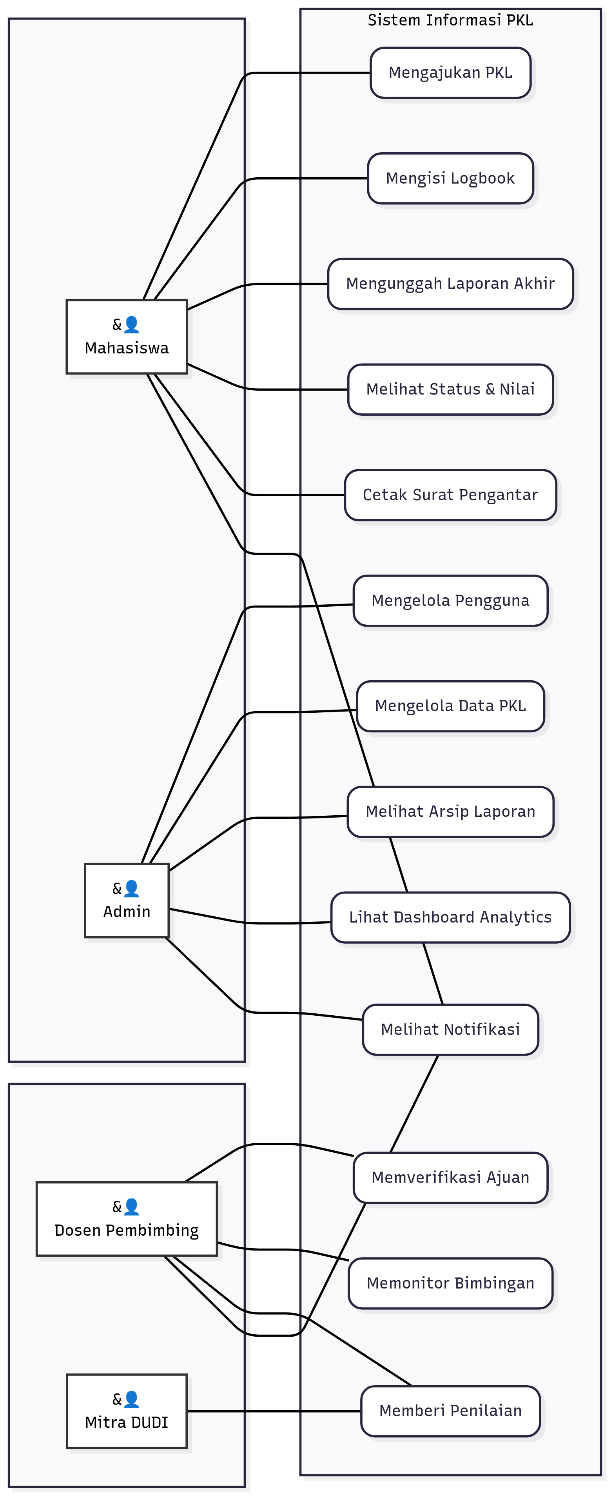 Sistem Informasi PKL
Mengajukan PKL
Mengisi Logbook
Mengunggah Laporan Akhir
&👤
Mahasiswa
Melihat Status & Nilai
Cetak Surat Pengantar
Mengelola Pengguna
Mengelola Data PKL
Melihat Arsip Laporan
&👤
Admin
Lihat Dashboard Analytics
Melihat Notifikasi
Memverifikasi Ajuan
&👤
Dosen Pembimbing
Memonitor Bimbingan
&👤
Mitra DUDI
Memberi Penilaian